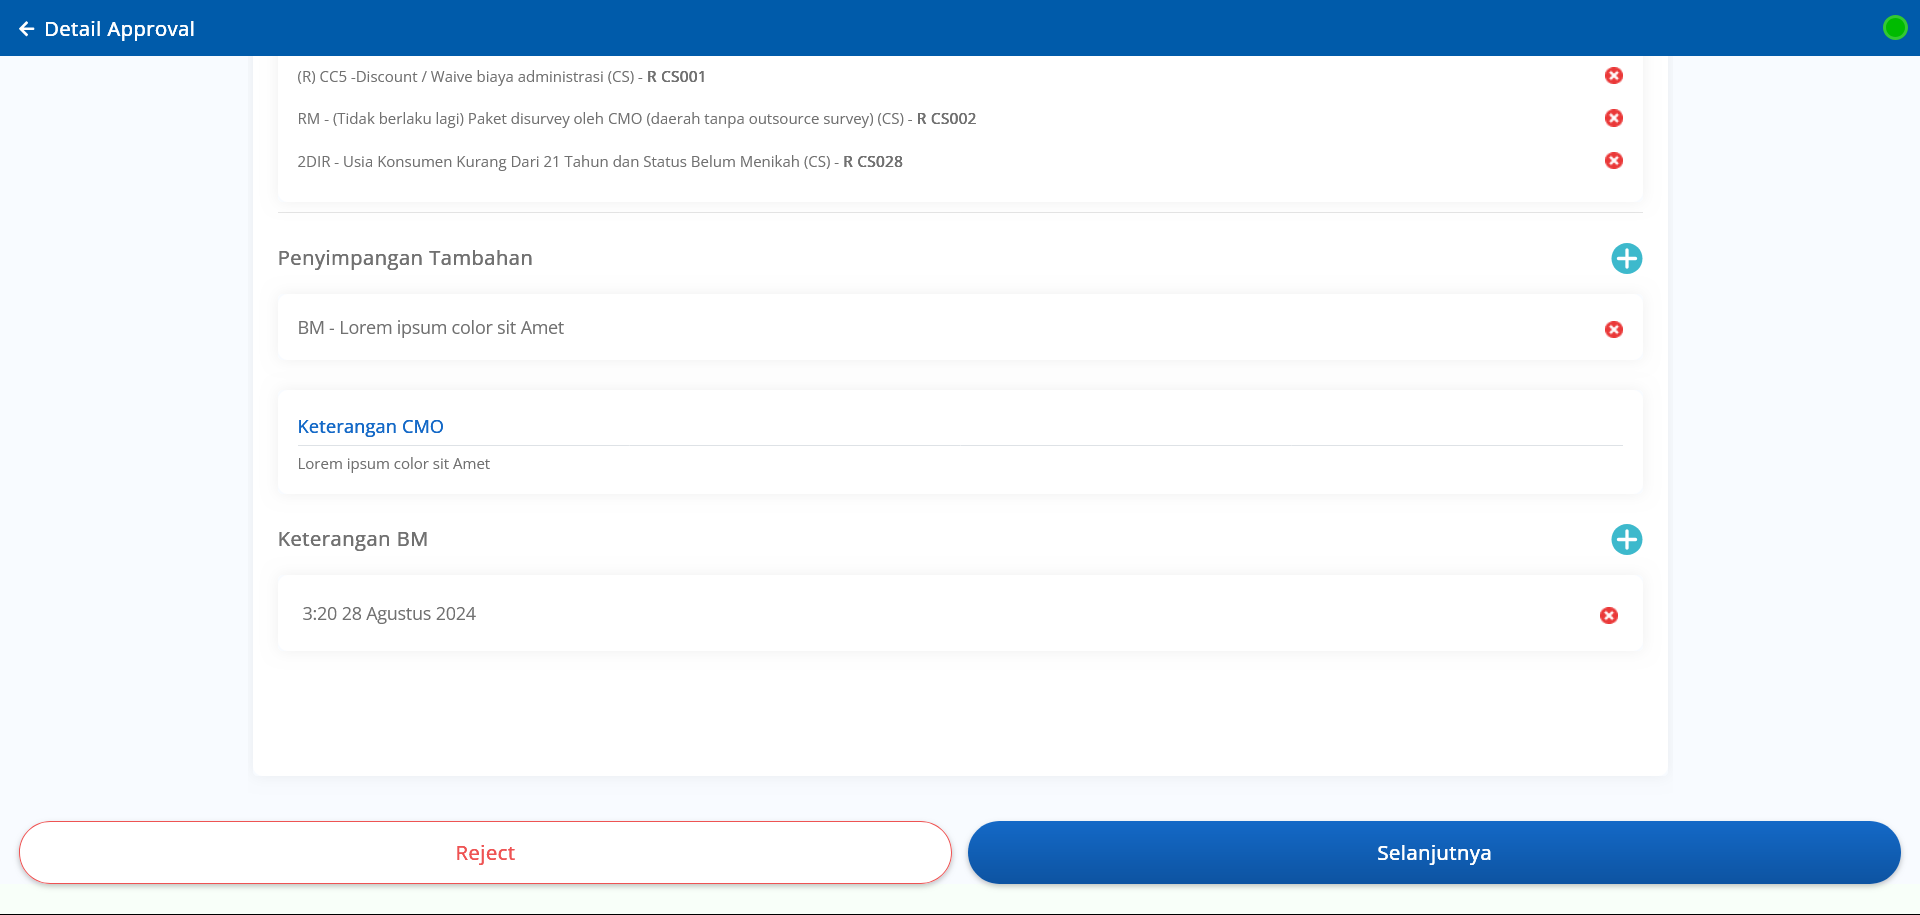 Detail Approval
(R) CC5 -Discount / Waive biaya administrasi (CS) - R CS001
RM - (Tidak berlaku lagi) Paket disurvey oleh CMO (daerah tanpa outsource survey) (CS) - R CS002
2DIR - Usia Konsumen Kurang Dari 21 Tahun dan Status Belum Menikah (CS) - R CS028
Penyimpangan Tambahan
BM - Lorem ipsum color sit Amet
Keterangan CMO
Lorem ipsum color sit Amet
Keterangan BM
3:20 28 Agustus 2024
Reject
Selanjutnya